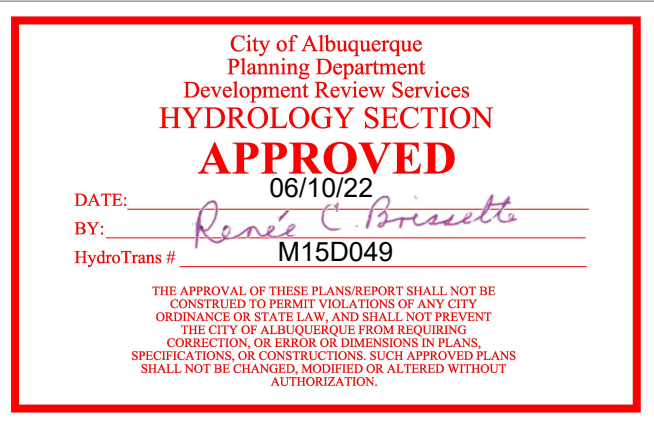 City of Albuquerque
Planning Department
Development Review Services
HYDROLOGY SECTION
APPROVED
DATE: 06/10/22
BY: Renée C. Brissette
HydroTrans # M15D049
THE APPROVAL OF THESE PLANS/REPORT SHALL NOT BE
CONSTRUED TO PERMIT VIOLATIONS OF ANY CITY
ORDINANCE OR STATE LAW, AND SHALL NOT PREVENT
THE CITY OF ALBUQUERQUE FROM REQUIRING
CORRECTION, OR ERROR OR DIMENSIONS IN PLANS,
SPECIFICATIONS, OR CONSTRUCTIONS. SUCH APPROVED PLANS
SHALL NOT BE CHANGED, MODIFIED OR ALTERED WITHOUT
AUTHORIZATION.